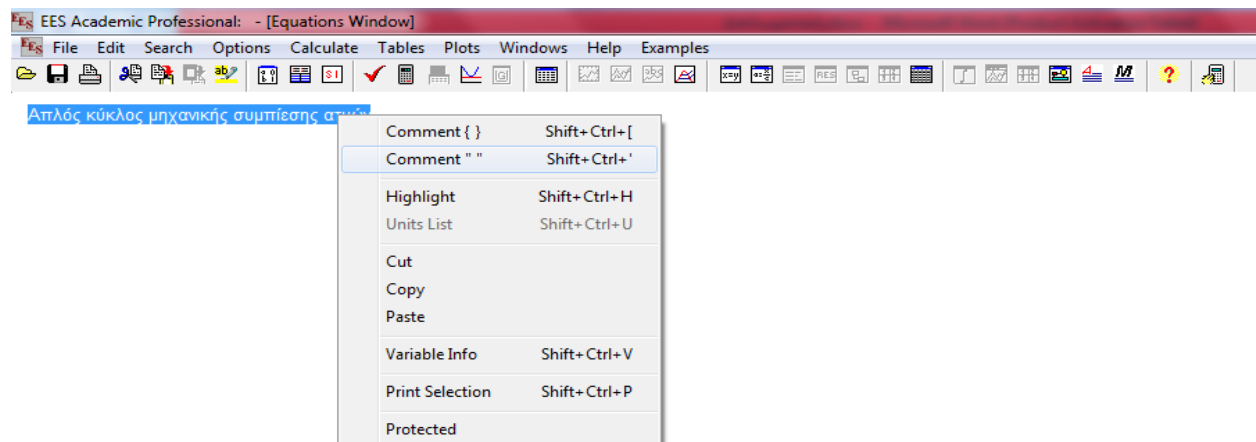 EES Academic Professional: - [Equations Window]
File Edit Search Options Calculate Tables Plots Windows Help Examples
Απλός κύκλος μηχανικής συμπίεσης ατμών
Comment { } Shift+Ctrl+[
Comment " " Shift+Ctrl+'
Highlight Shift+Ctrl+H
Units List Shift+Ctrl+U
Cut
Copy
Paste
Variable Info Shift+Ctrl+V
Print Selection Shift+Ctrl+P
Protected